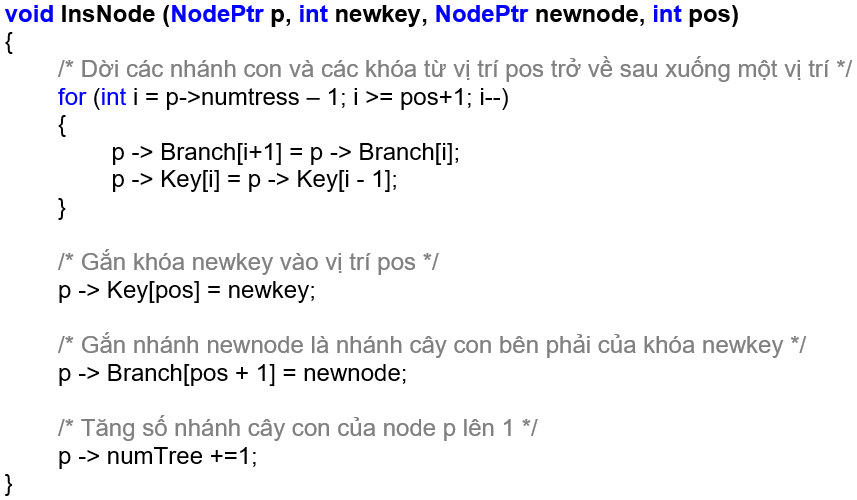 void InsNode (NodePtr p, int newkey, NodePtr newnode, int pos)
{
/* Dời các nhánh con và các khóa từ vị trí pos trở về sau xuống một vị trí */
for (int i = p->numtress – 1; i >= pos+1; i--)
{
p -> Branch[i+1] = p -> Branch[i];
p -> Key[i] = p -> Key[i - 1];
}
/* Gắn khóa newkey vào vị trí pos */
p -> Key[pos] = newkey;
/* Gắn nhánh newnode là nhánh cây con bên phải của khóa newkey */
p -> Branch[pos + 1] = newnode;
/* Tăng số nhánh cây con của node p lên 1 */
p -> numTree +=1;
}